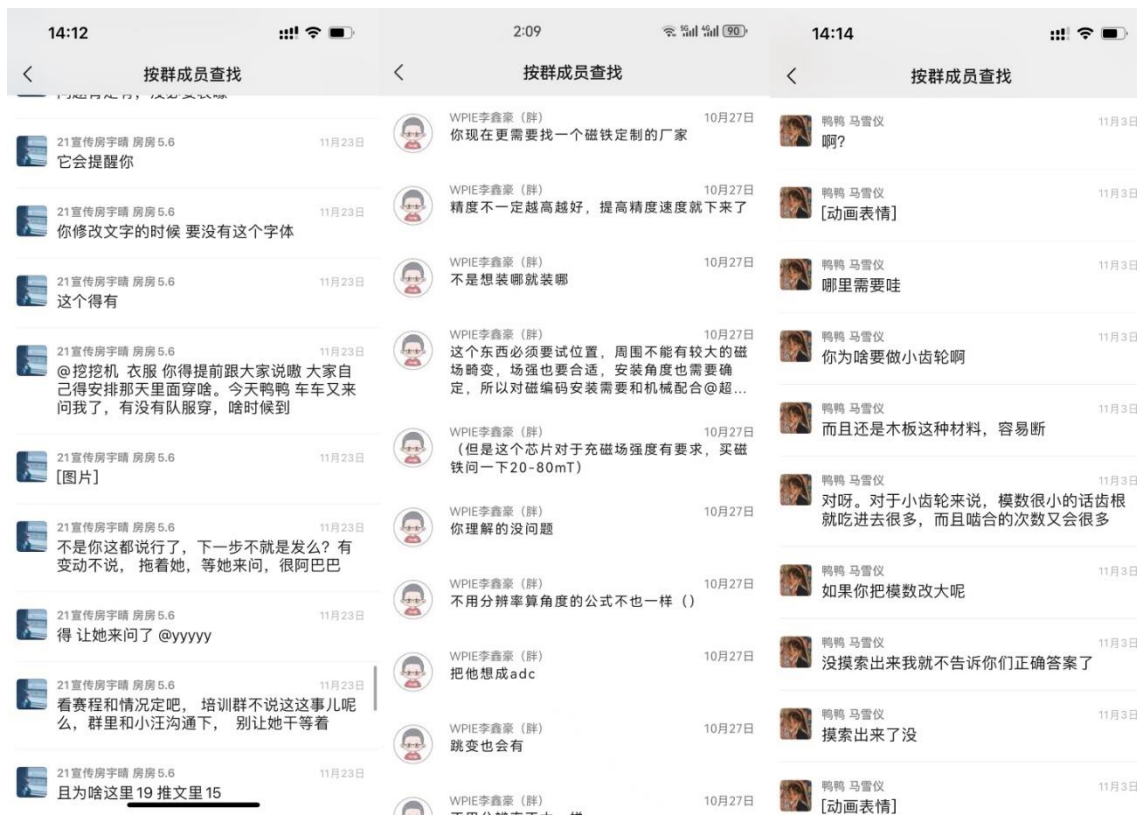 14:12
按群成员查找
21宣传房宇晴 房房5.6
11月23日
它会提醒你
21宣传房宇晴 房房5.6
11月23日
你修改文字的时候 要没有这个字体
21宣传房宇晴 房房5.6
11月23日
这个得有
21宣传房宇晴 房房5.6
11月23日
@挖挖机 衣服 你得提前跟大家说嗷 大家自
己得安排那天里面穿啥。今天鸭鸭 车车又来
问我了，有没有队服穿，啥时候到
21宣传房宇晴 房房5.6
11月23日
[图片]
21宣传房宇晴 房房5.6
11月23日
不是你这都说行了，下一步不就是发么？有
变动不说， 拖着她，等她来问，很阿巴巴
21宣传房宇晴 房房5.6
11月23日
得 让她来问了 @yyyyy
21宣传房宇晴 房房5.6
11月23日
看赛程和情况定吧， 培训群不说这这事儿呢
么，群里和小汪沟通下， 别让她干等着
21宣传房宇晴 房房5.6
11月23日
且为啥这里19 推文里15
2:09
90
按群成员查找
WPIE李鑫豪（胖）
10月27日
你现在更需要找一个磁铁定制的厂家
WPIE李鑫豪（胖）
10月27日
精度不一定越高越好，提高精度速度就下来了
WPIE李鑫豪（胖）
10月27日
不是想装哪就装哪
WPIE李鑫豪（胖）
10月27日
这个东西必须要试位置，周围不能有较大的磁
场畸变，场强也要合适，安装角度也需要确
定，所以对磁编码安装需要和机械配合@超...
WPIE李鑫豪（胖）
10月27日
（但是这个芯片对于充磁场强度有要求，买磁
铁问一下20-80mT）
WPIE李鑫豪（胖）
10月27日
你理解的没问题
WPIE李鑫豪（胖）
10月27日
不用分辨率算角度的公式不也一样（）
WPIE李鑫豪（胖）
10月27日
把他想成adc
WPIE李鑫豪（胖）
10月27日
跳变也会有
WPIE李鑫豪（胖）
10月27日
14:14
按群成员查找
鸭鸭 马雪仪
11月3日
啊?
鸭鸭 马雪仪
11月3日
[动画表情]
鸭鸭 马雪仪
11月3日
哪里需要哇
鸭鸭 马雪仪
11月3日
你为啥要做小齿轮啊
鸭鸭 马雪仪
11月3日
而且还是木板这种材料，容易断
鸭鸭 马雪仪
11月3日
对呀。对于小齿轮来说，模数很小的话齿根
就吃进去很多，而且啮合的次数又会很多
鸭鸭 马雪仪
11月3日
如果你把模数改大呢
鸭鸭 马雪仪
11月3日
没摸索出来我就不告诉你们正确答案了
鸭鸭 马雪仪
11月3日
摸索出来了没
鸭鸭 马雪仪
11月3日
[动画表情]